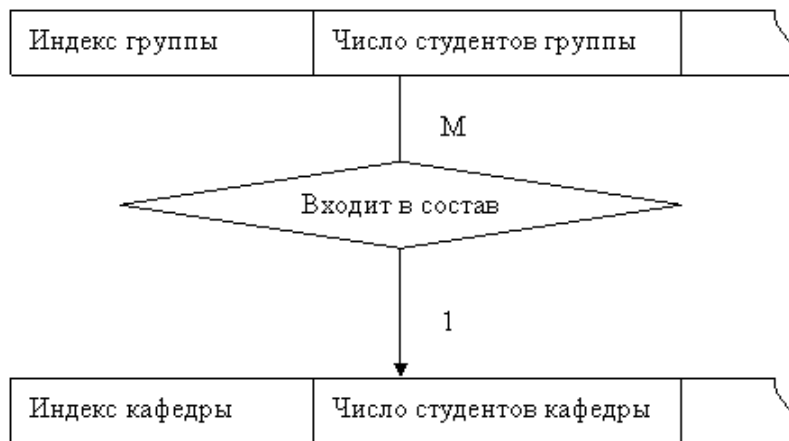 Индекс группы Число студентов группы
М
Входит в состав
1
Индекс кафедры Число студентов кафедры